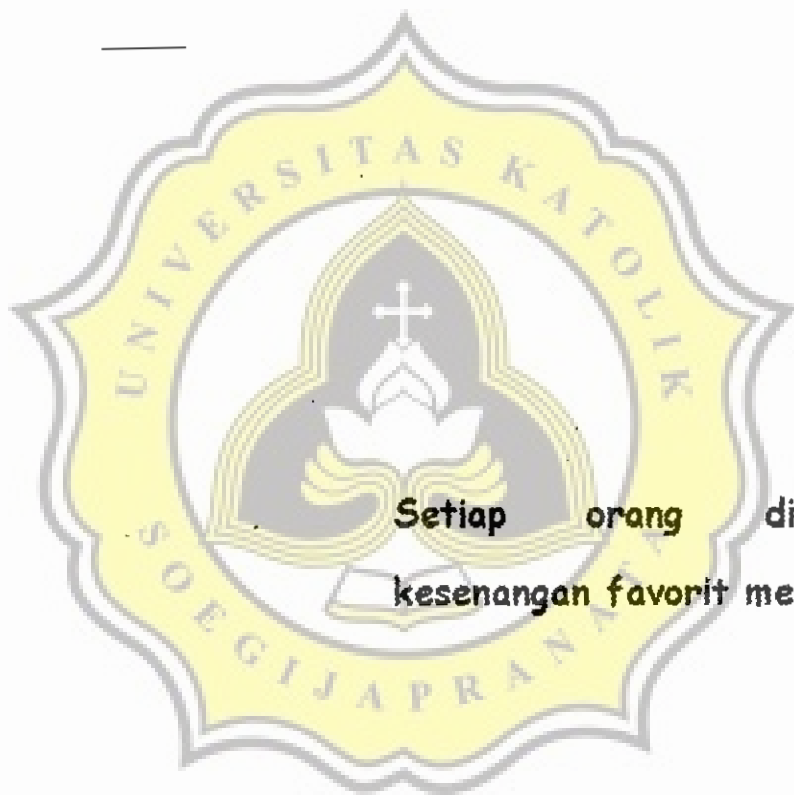 UNIVERSITAS KATOLIK
SOEGIJAPRANATA
Setiap orang di
kesenangan favorit me